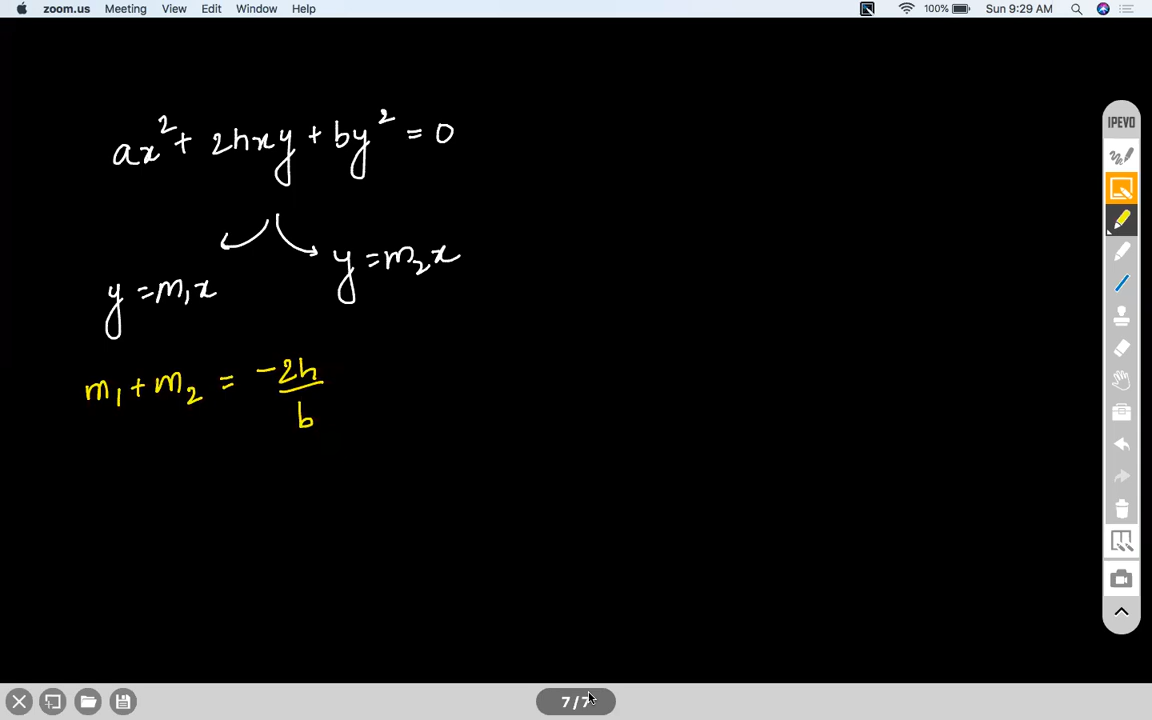 zoom.us Meeting View Edit Window Help 100% Sun 9:29 AM
ax² + 2hxy + by² = 0
IPEVO
y = m₂x
y = m₁x
m₁ + m₂ = -2h/b
7/7